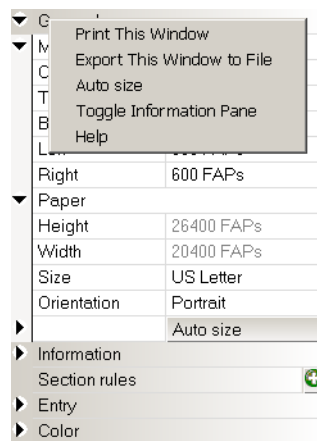 Print This Window
Export This Window to File
Auto size
Toggle Information Pane
Help
Right 600 FAPs
Paper
Height 26400 FAPs
Width 20400 FAPs
Size US Letter
Orientation Portrait
Auto size
Information
Section rules
Entry
Color